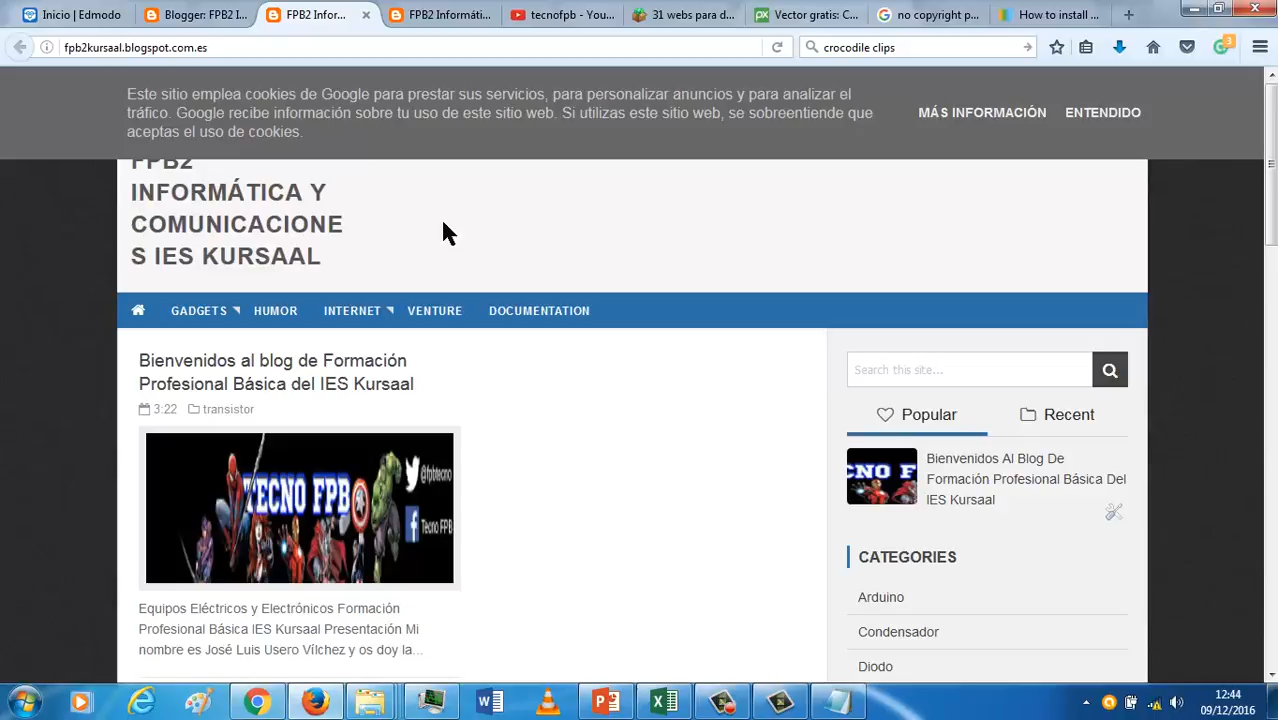 Inicio | Edmodo
Blogger: FPB2 I...
FPB2 Infor...
FPB2 Informáti...
tecnofpb - You...
31 webs para d...
Vector gratis: C...
no copyright p...
How to install ...
fpb2kursaal.blogspot.com.es
crocodile clips
3
Este sitio emplea cookies de Google para prestar sus servicios, para personalizar anuncios y para analizar el
tráfico. Google recibe información sobre tu uso de este sitio web. Si utilizas este sitio web, se sobreentiende que
aceptas el uso de cookies.
MÁS INFORMACIÓN
ENTENDIDO
FPB2
INFORMÁTICA Y
COMUNICACIONE
S IES KURSAAL
GADGETS
HUMOR
INTERNET
VENTURE
DOCUMENTATION
Bienvenidos al blog de Formación
Profesional Básica del IES Kursaal
3:22
transistor
TECNO FPB
@fpbtecno
Tecno FPB
Equipos Eléctricos y Electrónicos Formación
Profesional Básica IES Kursaal Presentación Mi
nombre es José Luis Usero Vílchez y os doy la...
Search this site...
Popular
Recent
ECNO F
Bienvenidos Al Blog De
Formación Profesional Básica Del
IES Kursaal
CATEGORIES
Arduino
Condensador
Diodo
12:44
09/12/2016